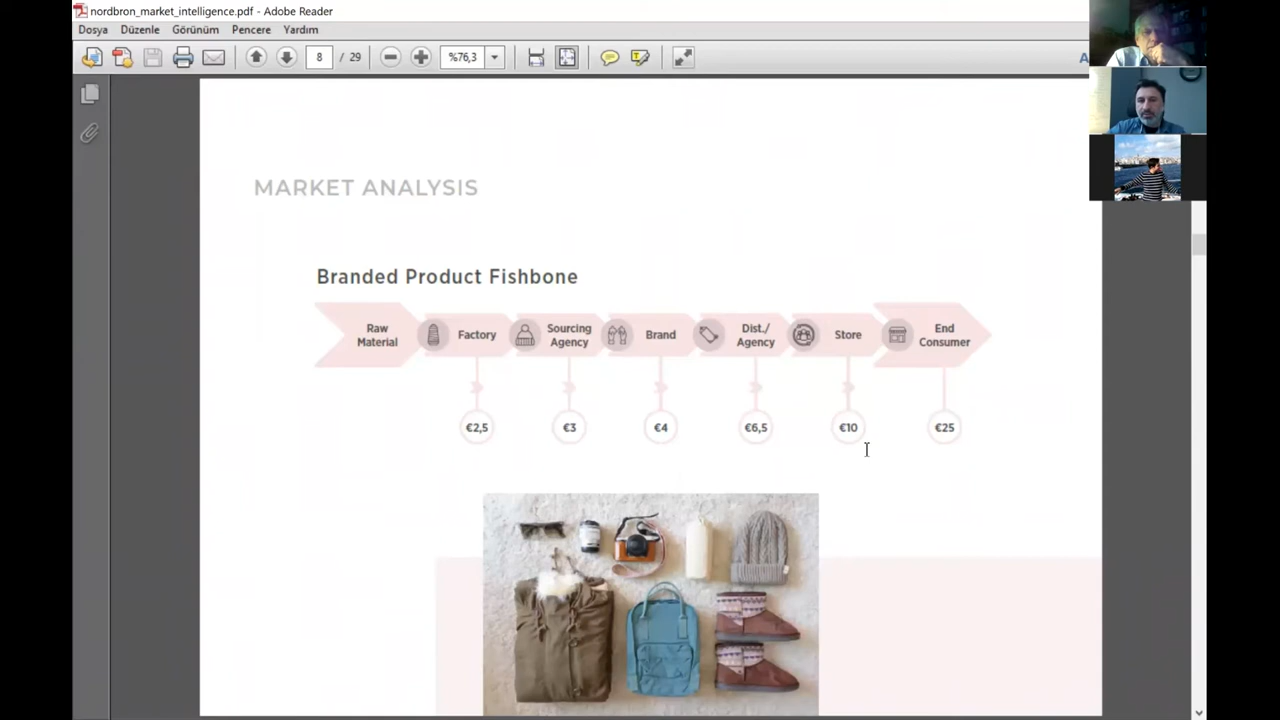 nordbron_market_intelligence.pdf - Adobe Reader
Dosya Düzenle Görünüm Pencere Yardım
8 / 29 %76,3 A
MARKET ANALYSIS
Branded Product Fishbone
Raw
Material
Factory
Sourcing
Agency
Brand
Dist./
Agency
Store
End
Consumer
€2,5 €3 €4 €6,5 €10 €25